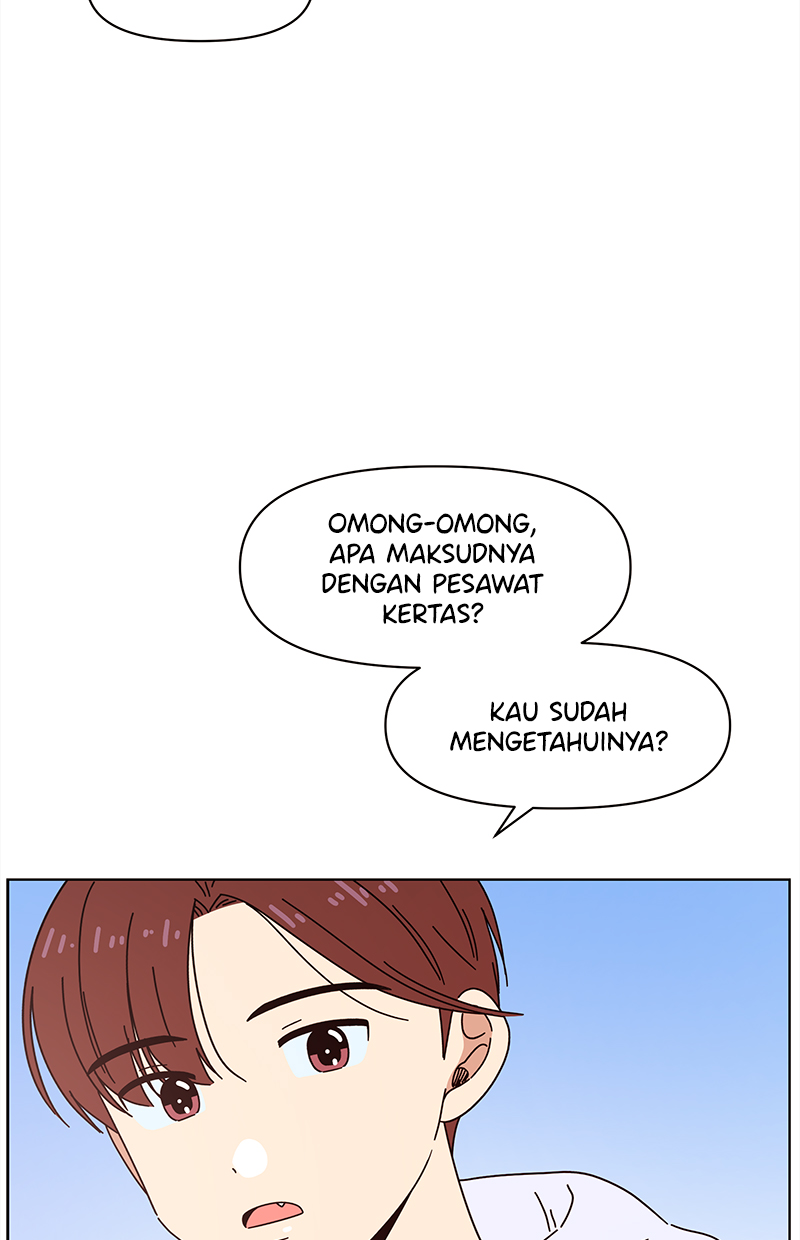 OMONG-OMONG,
APA MAKSUDNYA
DENGAN PESAWAT
KERTAS?
KAU SUDAH
MENGETAHUINYA?